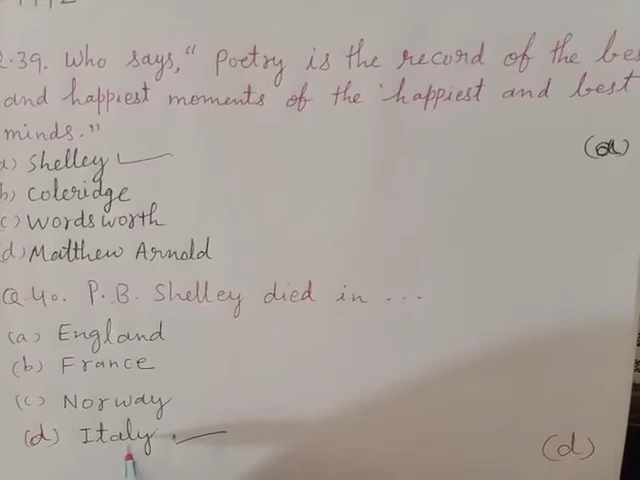 Q.39. Who says, "Poetry is the record of the bes
and happiest moments of the happiest and best
minds."
a) Shelley
(a)
b) Coleridge
c) Wordsworth
(d) Matthew Arnold
Q.40. P.B. Shelley died in ...
(a) England
(b) France
(c) Norway
(d) Italy
(d)